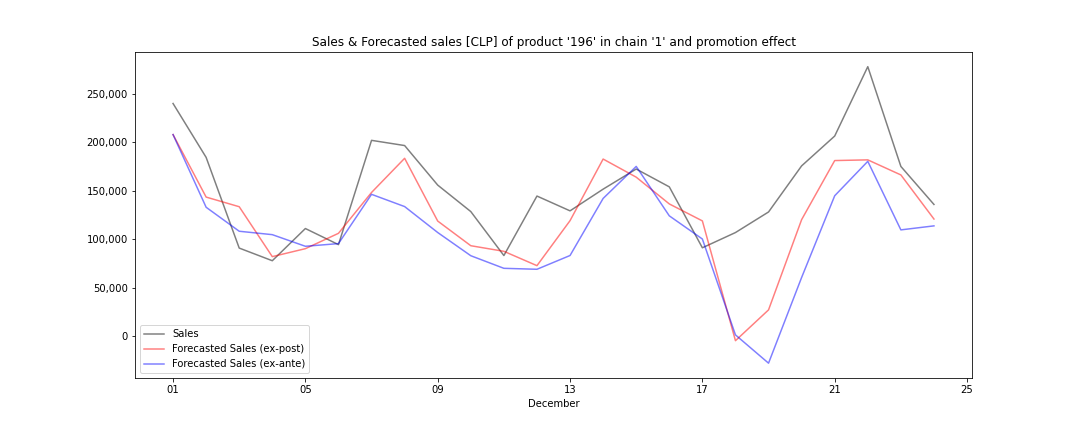 Sales & Forecasted sales [CLP] of product '196' in chain '1' and promotion effect
250,000
200,000
150,000
100,000
50,000
0
Sales
Forecasted Sales (ex-post)
Forecasted Sales (ex-ante)
01 05 09 13 17 21 25
December